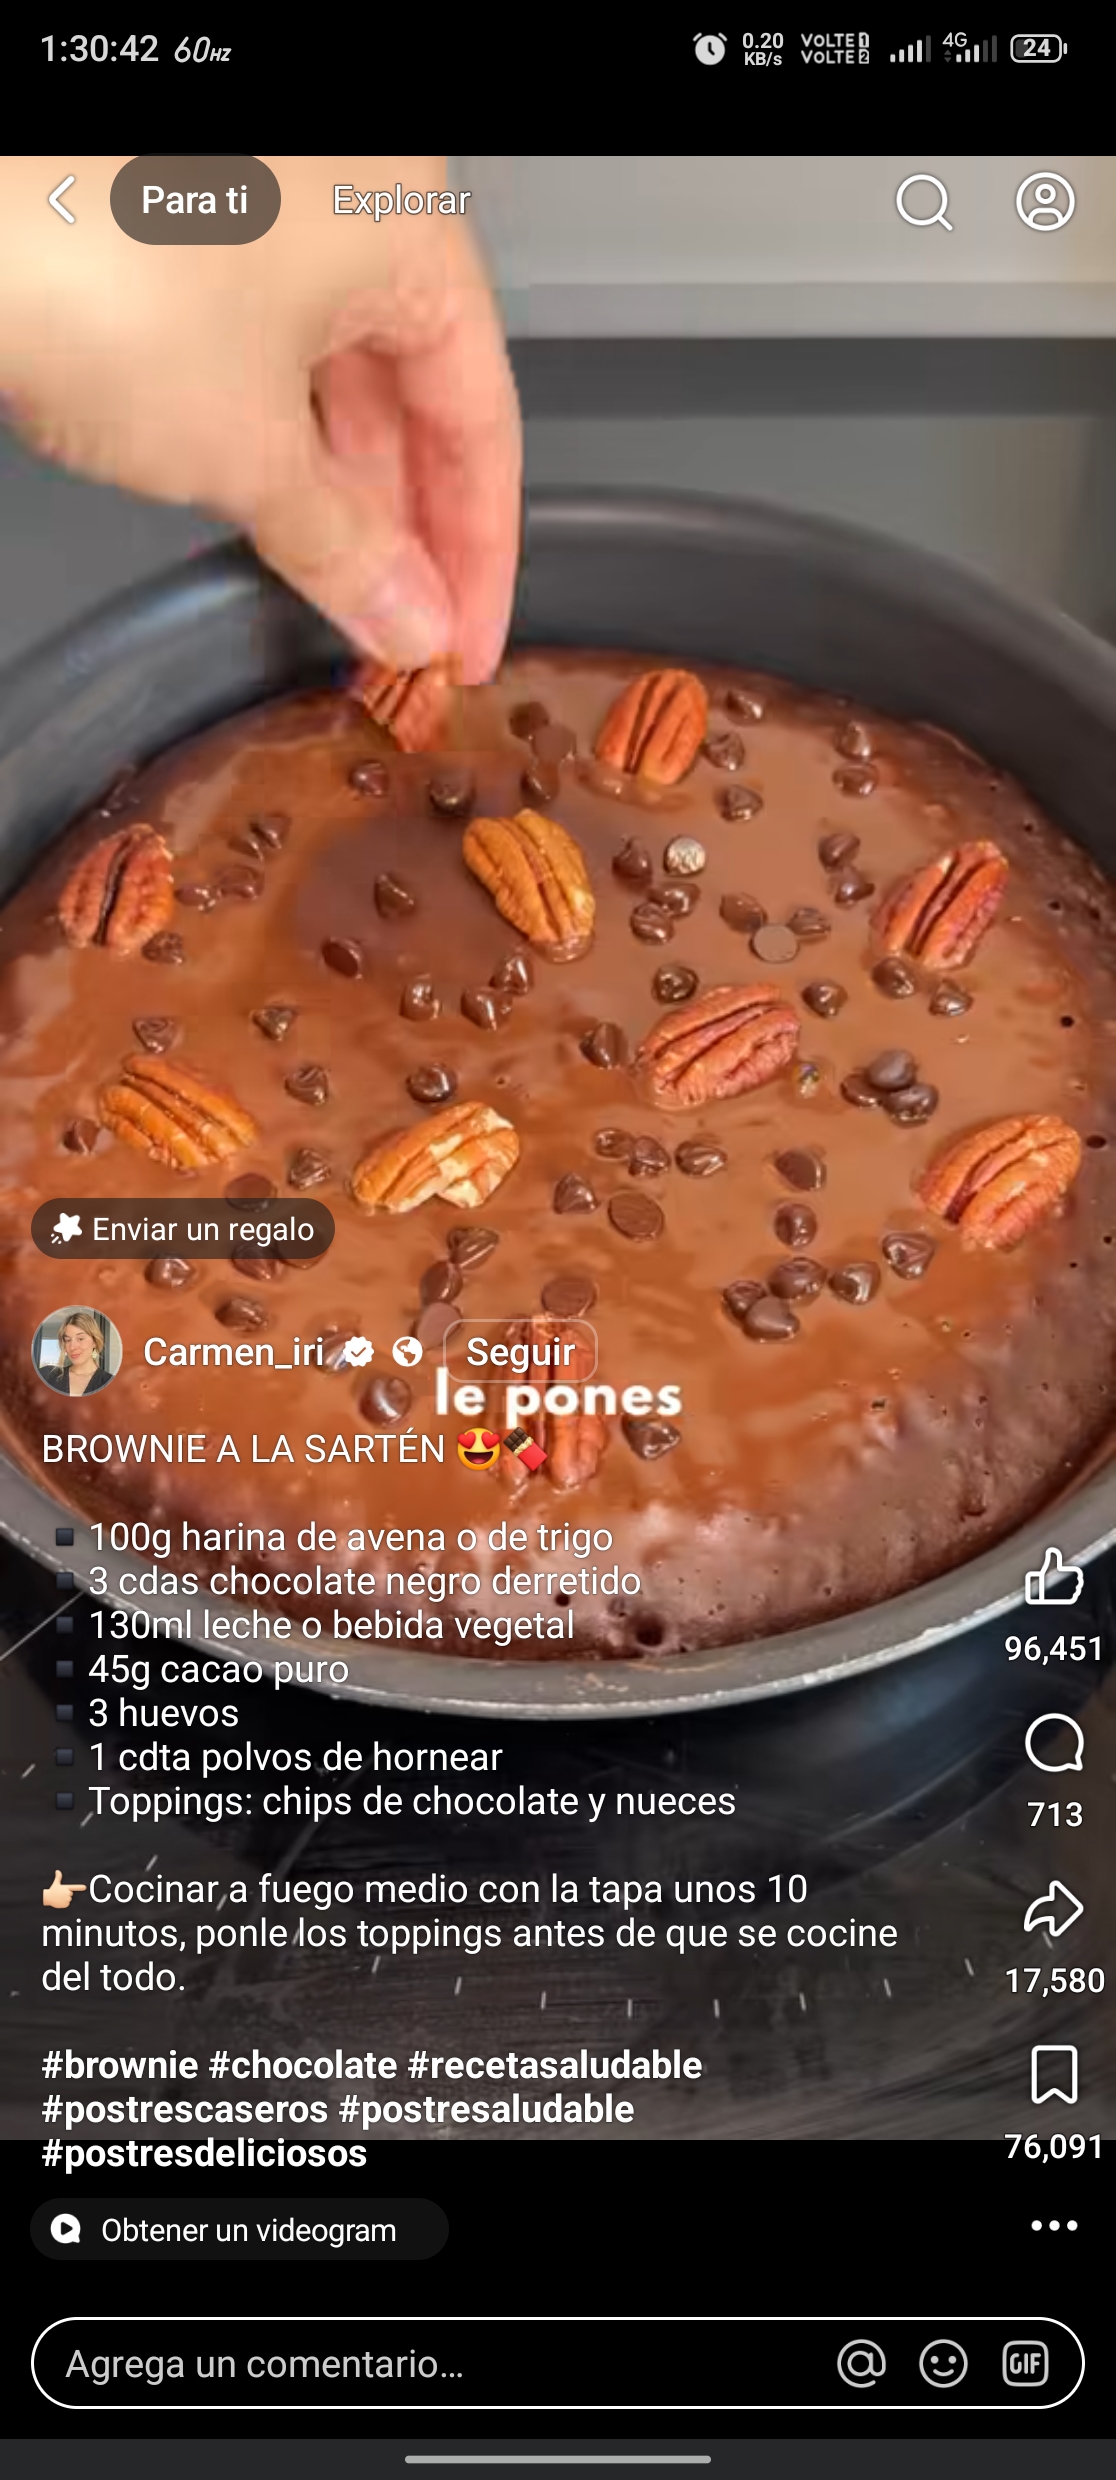 1:30:42 60HZ 0.20 KB/s VOLTE 1 VOLTE 2 4G 24
Para ti Explorar
Enviar un regalo
Carmen_iri Seguir
le pones
BROWNIE A LA SARTÉN 😍🍫
▪️ 100g harina de avena o de trigo
▪️ 3 cdas chocolate negro derretido
▪️ 130ml leche o bebida vegetal
▪️ 45g cacao puro
▪️ 3 huevos
▪️ 1 cdta polvos de hornear
▪️ Toppings: chips de chocolate y nueces
👉🏻Cocinar a fuego medio con la tapa unos 10
minutos, ponle los toppings antes de que se cocine
del todo.
#brownie #chocolate #recetasaludable
#postrescaseros #postresaludable
#postresdeliciosos
96,451
713
17,580
76,091
Obtener un videogram
Agrega un comentario...
GIF